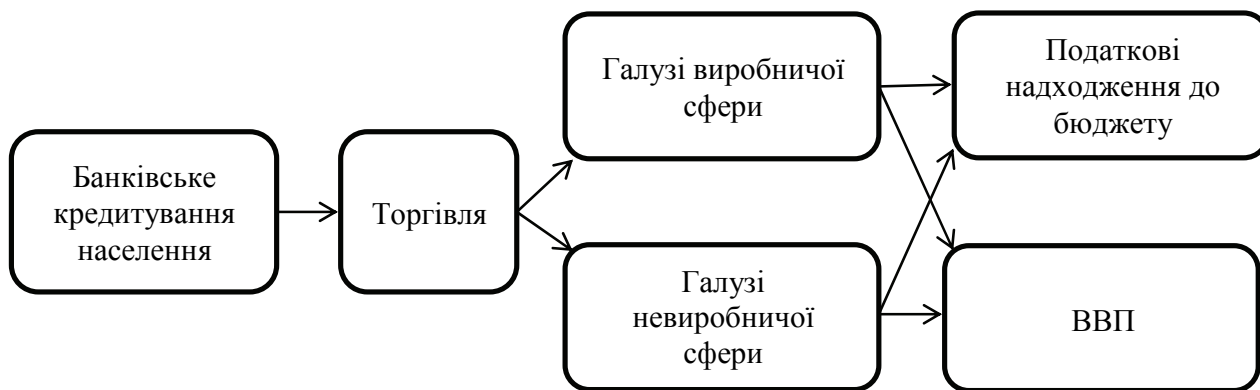 Банківське
кредитування
населення
Торгівля
Галузі виробничої
сфери
Галузі
невиробничої
сфери
Податкові
надходження до
бюджету
ВВП